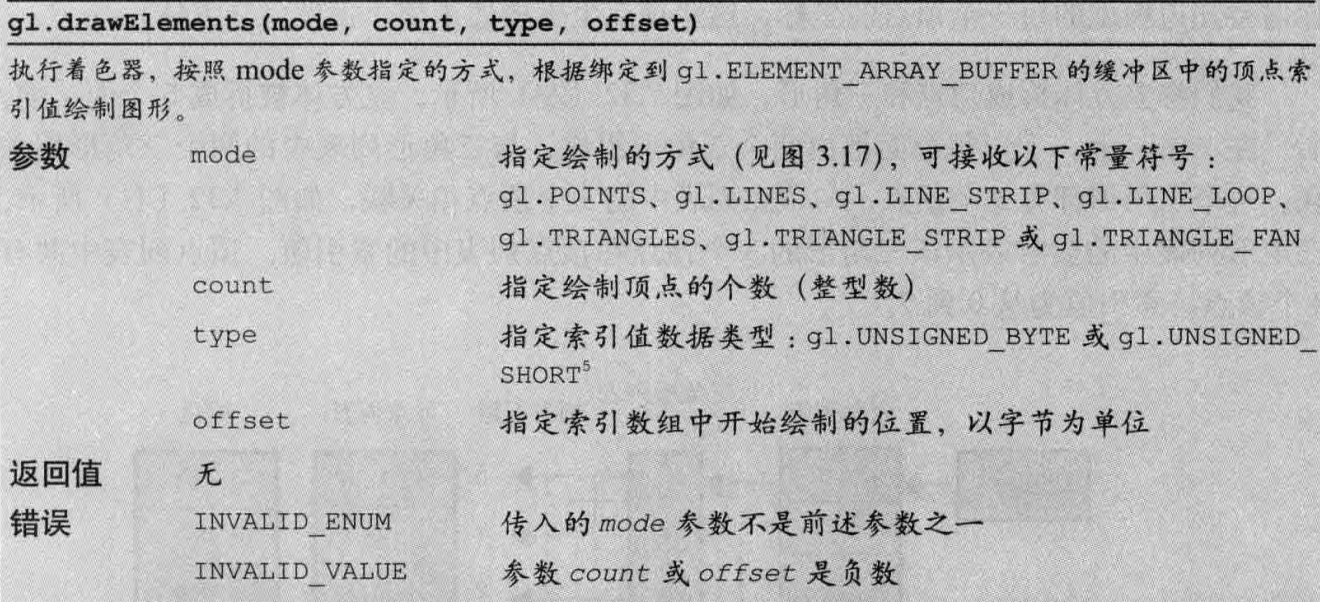 gl.drawElements(mode, count, type, offset)
执行着色器，按照 mode 参数指定的方式，根据绑定到 gl.ELEMENT_ARRAY_BUFFER 的缓冲区中的顶点索
引值绘制图形。
参数 mode 指定绘制的方式（见图 3.17），可接收以下常量符号：
gl.POINTS、gl.LINES、gl.LINE_STRIP、gl.LINE_LOOP、
gl.TRIANGLES、gl.TRIANGLE_STRIP 或 gl.TRIANGLE_FAN
count 指定绘制顶点的个数（整型数）
type 指定索引值数据类型：gl.UNSIGNED_BYTE 或 gl.UNSIGNED_
SHORT⁵
offset 指定索引数组中开始绘制的位置，以字节为单位
返回值 无
错误 INVALID_ENUM 传入的 mode 参数不是前述参数之一
INVALID_VALUE 参数 count 或 offset 是负数